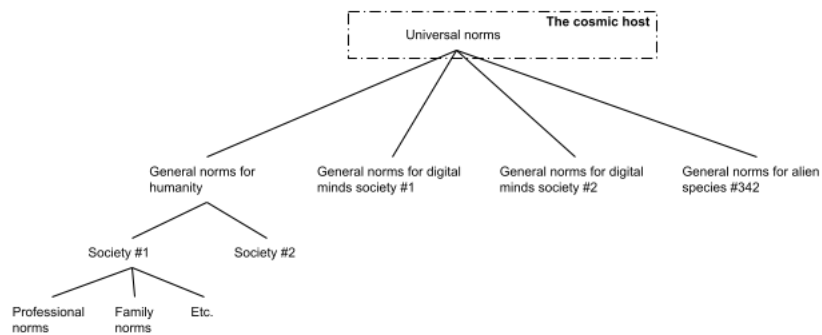 The cosmic host
Universal norms
General norms for
humanity
General norms for digital
minds society #1
General norms for digital
minds society #2
General norms for alien
species #342
Society #1
Society #2
Professional
norms
Family
norms
Etc.